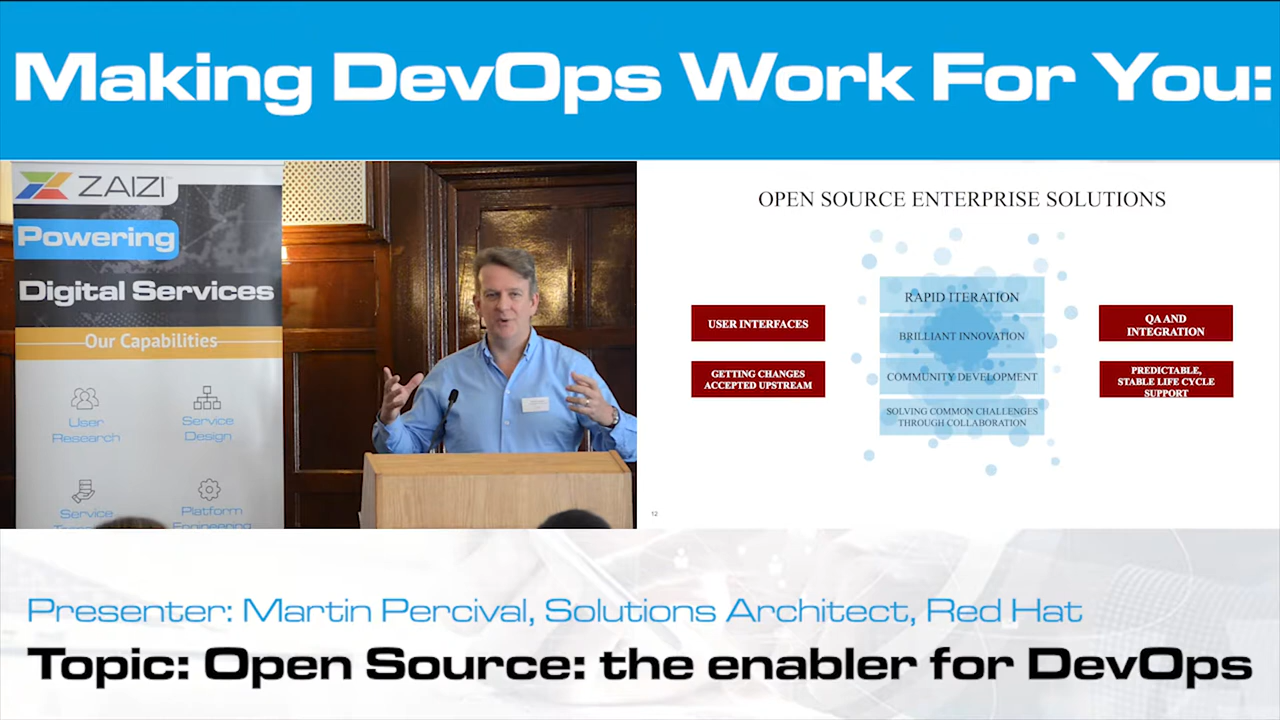 Making DevOps Work For You:
ZAIZI
Powering
Digital Services
Our Capabilities
User
Research
Service
Design
Service
Platform
Engineering
OPEN SOURCE ENTERPRISE SOLUTIONS
USER INTERFACES
GETTING CHANGES
ACCEPTED UPSTREAM
RAPID ITERATION
BRILLIANT INNOVATION
COMMUNITY DEVELOPMENT
SOLVING COMMON CHALLENGES
THROUGH COLLABORATION
QA AND
INTEGRATION
PREDICTABLE,
STABLE LIFE CYCLE
SUPPORT
12
Presenter: Martin Percival, Solutions Architect, Red Hat
Topic: Open Source: the enabler for DevOps